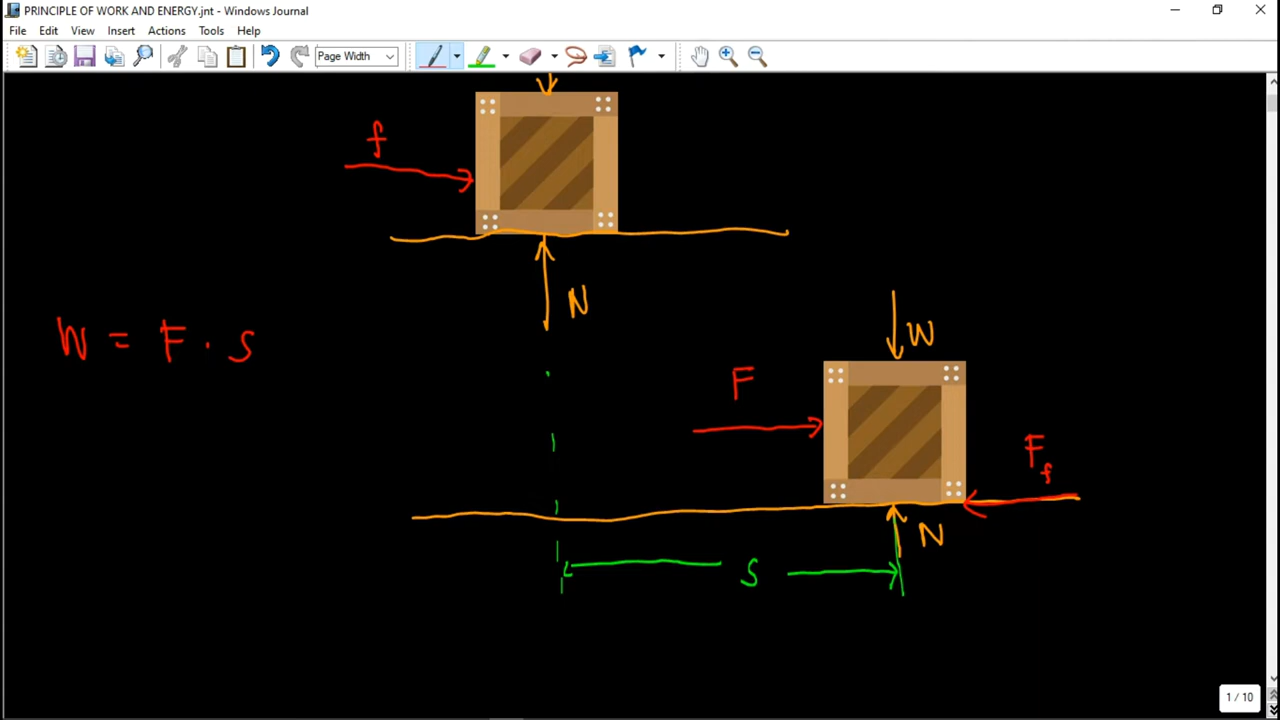 PRINCIPLE OF WORK AND ENERGY.jnt - Windows Journal
File Edit View Insert Actions Tools Help
Page Width
f
N
W = F · s
W
F
Ff
N
s
1 / 10